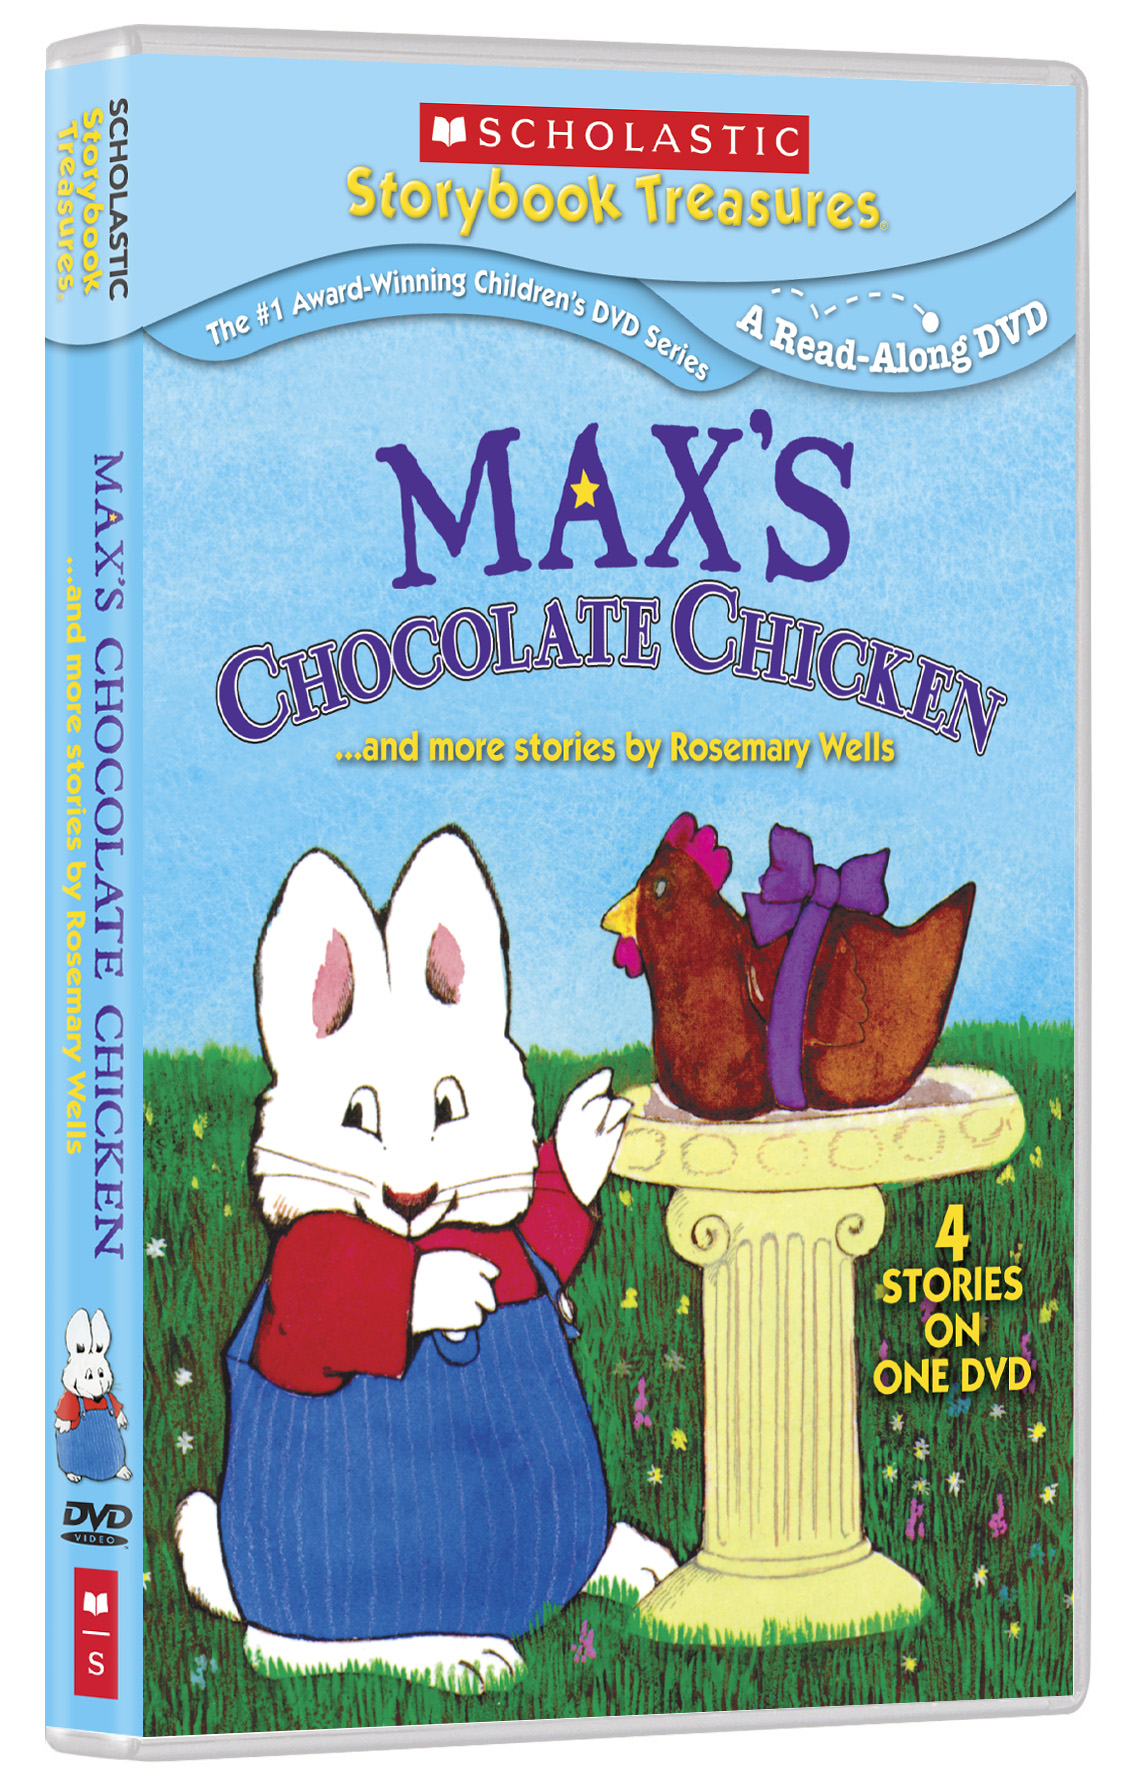 SCHOLASTIC
Storybook Treasures®
The #1 Award-Winning Children's DVD Series
A Read-Along DVD
MAX'S
CHOCOLATE CHICKEN
...and more stories by Rosemary Wells
4
STORIES
ON
ONE DVD
SCHOLASTIC
Storybook
Treasures®
MAX'S CHOCOLATE CHICKEN
...and more stories by Rosemary Wells
DVD
VIDEO
S